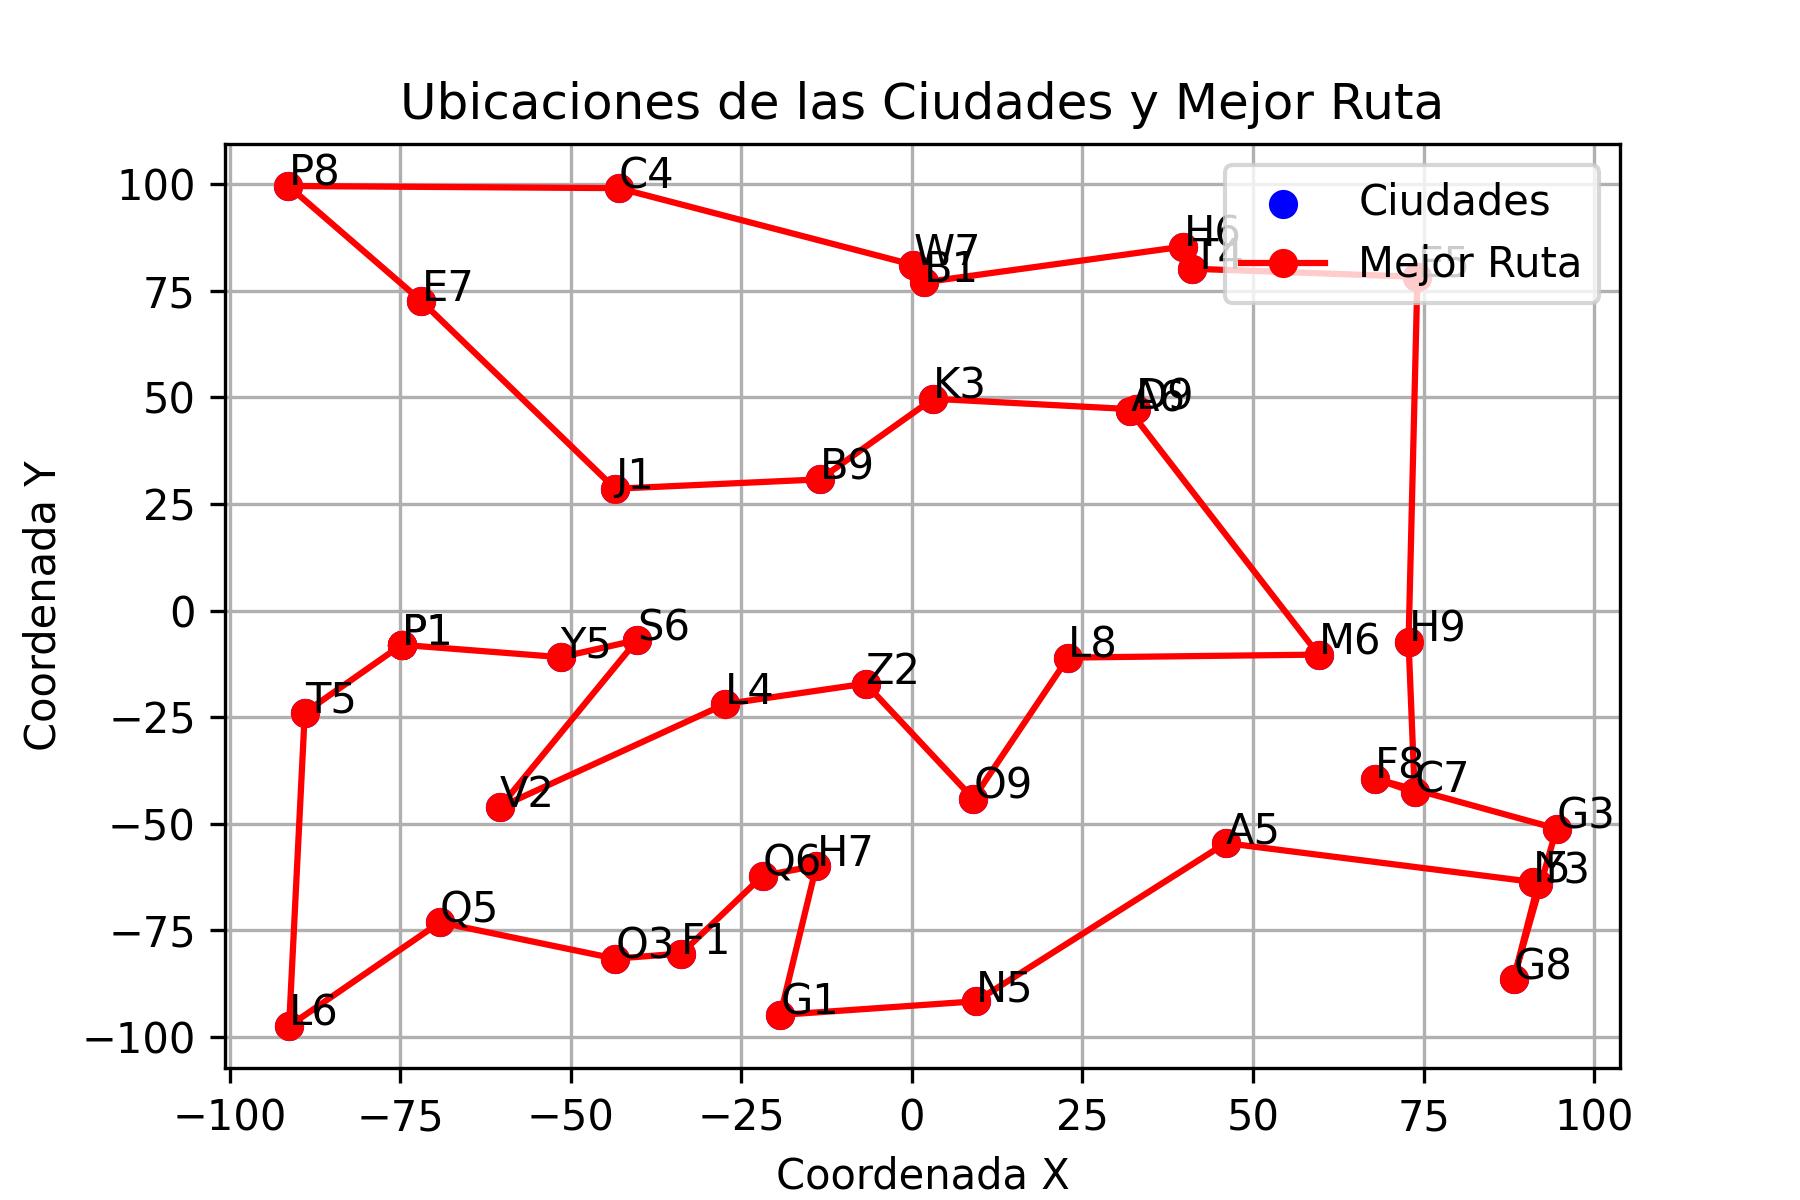 Ubicaciones de las Ciudades y Mejor Ruta
Ciudades
Mejor Ruta
P8
C4
W7
B1
H6
T4
E7
K3
D9
A6
J1
B9
P1
Y5
S6
L8
M6
H9
T5
L4
Z2
V2
O9
F8
C7
G3
A5
Q6
H7
Q5
O3
F1
G8
L6
G1
N5
100
75
50
25
0
−25
−50
−75
−100
−100
−75
−50
−25
0
25
50
75
100
Coordenada X
Coordenada Y